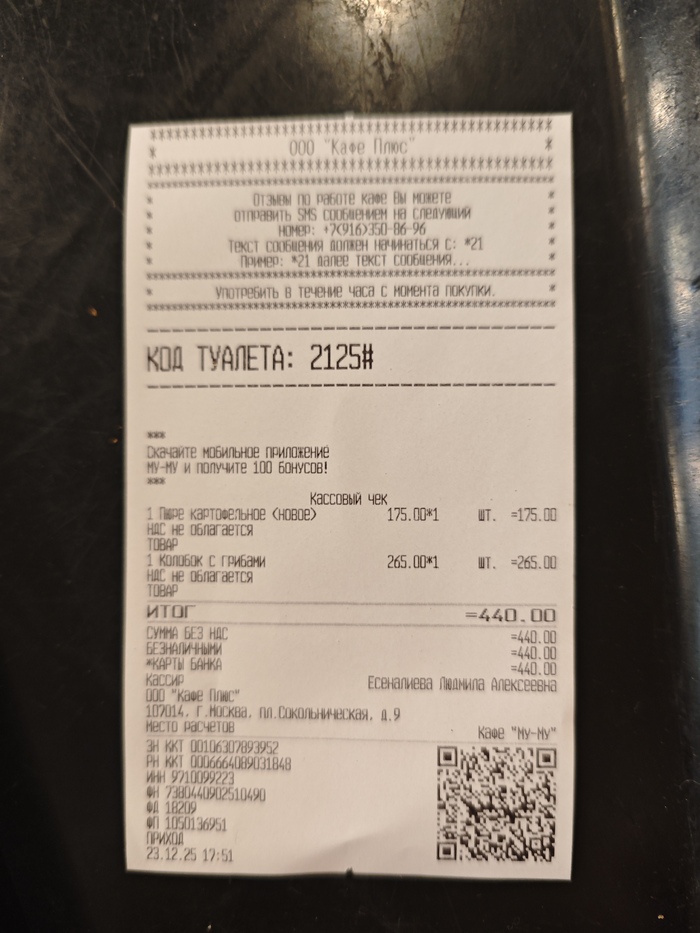 ************************************************
* ООО "Кафе Плюс" *
************************************************
************************************************
* Отзывы по работе кафе Вы можете *
* отправить SMS сообщением на следующий *
* номер: +7(916)350-86-96 *
* Текст сообщения должен начинаться с: *21 *
* Пример: *21 далее текст сообщения... *
************************************************
* Употребить в течение часа с момента покупки. *
************************************************
КОД ТУАЛЕТА: 2125#
***
Скачайте мобильное приложение
МУ-МУ и получите 100 бонусов!
***
Кассовый чек
1 Пюре картофельное <новое> 175.00*1 шт. =175.00
НДС не облагается
ТОВАР
1 Колобок с грибами 265.00*1 шт. =265.00
НДС не облагается
ТОВАР
ИТОГ =440.00
СУММА БЕЗ НДС =440.00
БЕЗНАЛИЧНЫМИ =440.00
*КАРТЫ БАНКА =440.00
Кассир Есеналиева Людмила Алексеевна
ООО "Кафе Плюс"
107014, Г.Москва, пл.Сокольническая, д.9
Место расчетов Кафе "Му-Му"
ЗН ККТ 00106307893952
РН ККТ 0006664089031848
ИНН 9710099223
ФН 7380440902510490
ФД 18209
ФП 1050136951
ПРИХОД
23.12.25 17:51